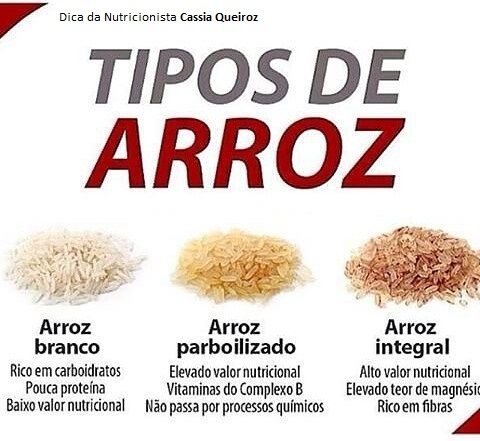 Dica da Nutricionista Cassia Queiroz
TIPOS DE
ARROZ
Arroz
branco
Rico em carboidratos
Pouca proteína
Baixo valor nutricional
Arroz
parboilizado
Elevado valor nutricional
Vitaminas do Complexo B
Não passa por processos químicos
Arroz
integral
Alto valor nutricional
Elevado teor de magnési
Rico em fibras